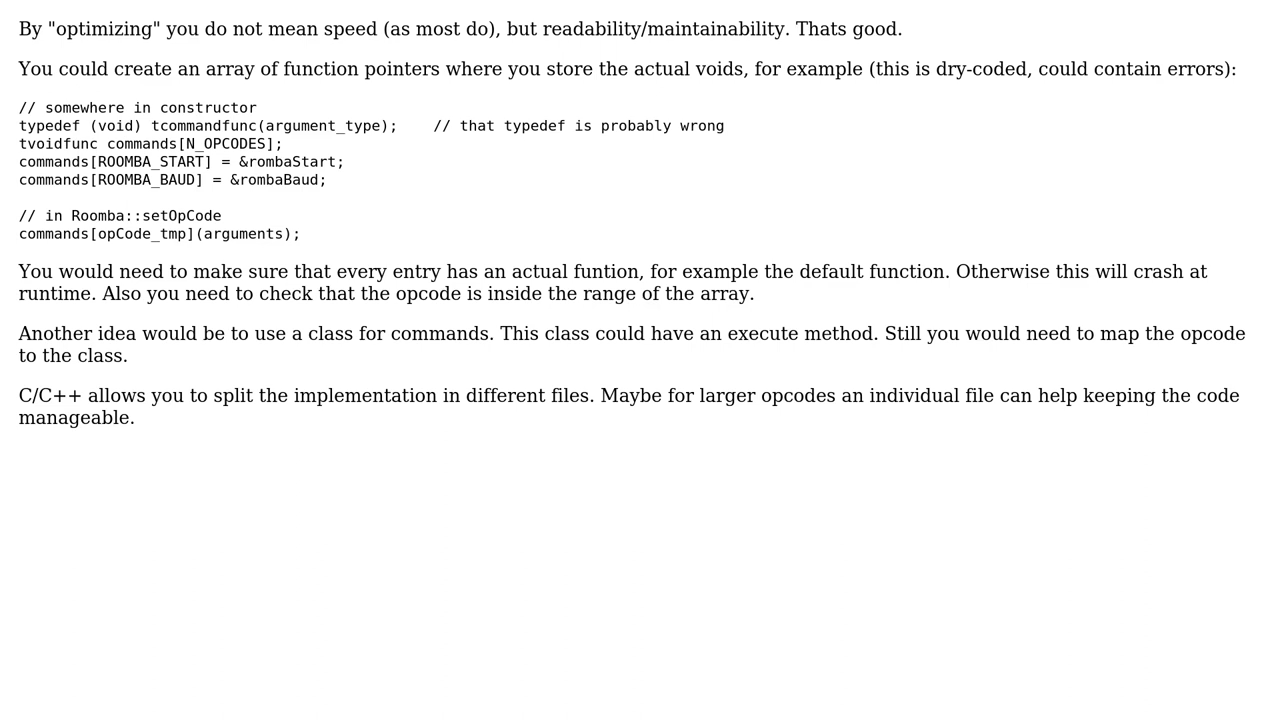 By "optimizing" you do not mean speed (as most do), but readability/maintainability. Thats good.
You could create an array of function pointers where you store the actual voids, for example (this is dry-coded, could contain errors):
// somewhere in constructor
typedef (void) tcommandfunc(argument_type);    // that typedef is probably wrong
tvoidfunc commands[N_OPCODES];
commands[ROOMBA_START] = &rombaStart;
commands[ROOMBA_BAUD] = &rombaBaud;
// in Roomba::setOpCode
commands[opCode_tmp](arguments);
You would need to make sure that every entry has an actual funtion, for example the default function. Otherwise this will crash at
runtime. Also you need to check that the opcode is inside the range of the array.
Another idea would be to use a class for commands. This class could have an execute method. Still you would need to map the opcode
to the class.
C/C++ allows you to split the implementation in different files. Maybe for larger opcodes an individual file can help keeping the code
manageable.